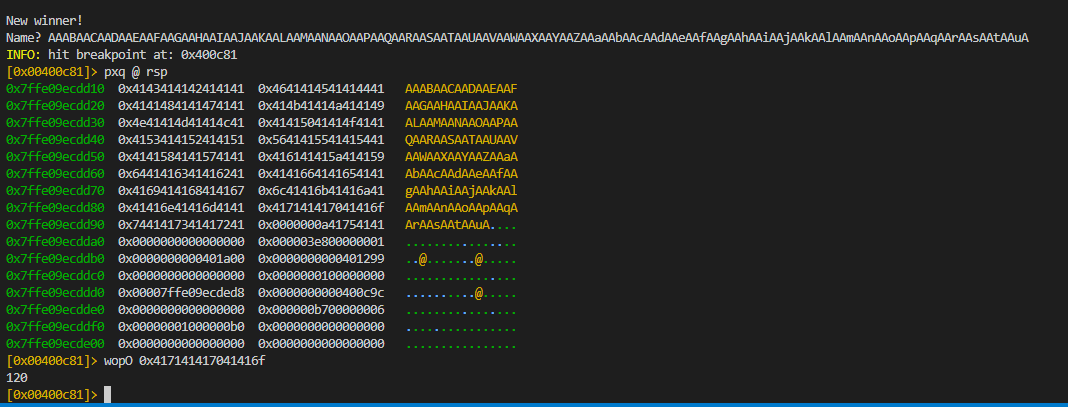 New winner!
Name? AAABAACAADAAEAAFAAGAAHAAIAAJAAKAALAAMAANAAOAAPAAQAARAASAATAAUAAVAAWAAXAAYAAZAAaAAbAAcAAdAAeAAfAAgAAhAAiAAjAAkAAlAAmAAnAAoAApAAqAArAAsAAtAAuA
INFO: hit breakpoint at: 0x400c81
[0x00400c81]> pxq @ rsp
0x7ffe09ecdd10 0x4143414142414141 0x4641414541414441 AAABAACAADAAEAAF
0x7ffe09ecdd20 0x4141484141474141 0x414b41414a414149 AAGAAHAAIAAJAAKA
0x7ffe09ecdd30 0x4e41414d41414c41 0x41415041414f4141 ALAAMAANAAOAAPAA
0x7ffe09ecdd40 0x4153414152414151 0x5641415541415441 QAARAASAATAAUAAV
0x7ffe09ecdd50 0x4141584141574141 0x416141415a414159 AAWAAXAAYAAZAAaA
0x7ffe09ecdd60 0x6441416341416241 0x4141664141654141 AbAAcAAdAAeAAfAA
0x7ffe09ecdd70 0x4169414168414167 0x6c41416b41416a41 gAAhAAiAAjAAkAAl
0x7ffe09ecdd80 0x41416e41416d4141 0x417141417041416f AAmAAnAAoAApAAqA
0x7ffe09ecdd90 0x7441417341417241 0x0000000a41754141 ArAAsAAtAAuA....
0x7ffe09ecdda0 0x0000000000000000 0x000003e800000001 ................
0x7ffe09ecddb0 0x0000000000401a00 0x0000000000401299 ..@.......@.....
0x7ffe09ecddc0 0x0000000000000000 0x0000000100000000 ................
0x7ffe09ecddd0 0x00007ffe09ecded8 0x0000000000400c9c ..........@.....
0x7ffe09ecdde0 0x0000000000000000 0x000000b700000006 ................
0x7ffe09ecddf0 0x00000001000000b0 0x0000000000000000 ................
0x7ffe09ecde00 0x0000000000000000 0x0000000000000000 ................
[0x00400c81]> wopO 0x417141417041416f
120
[0x00400c81]>